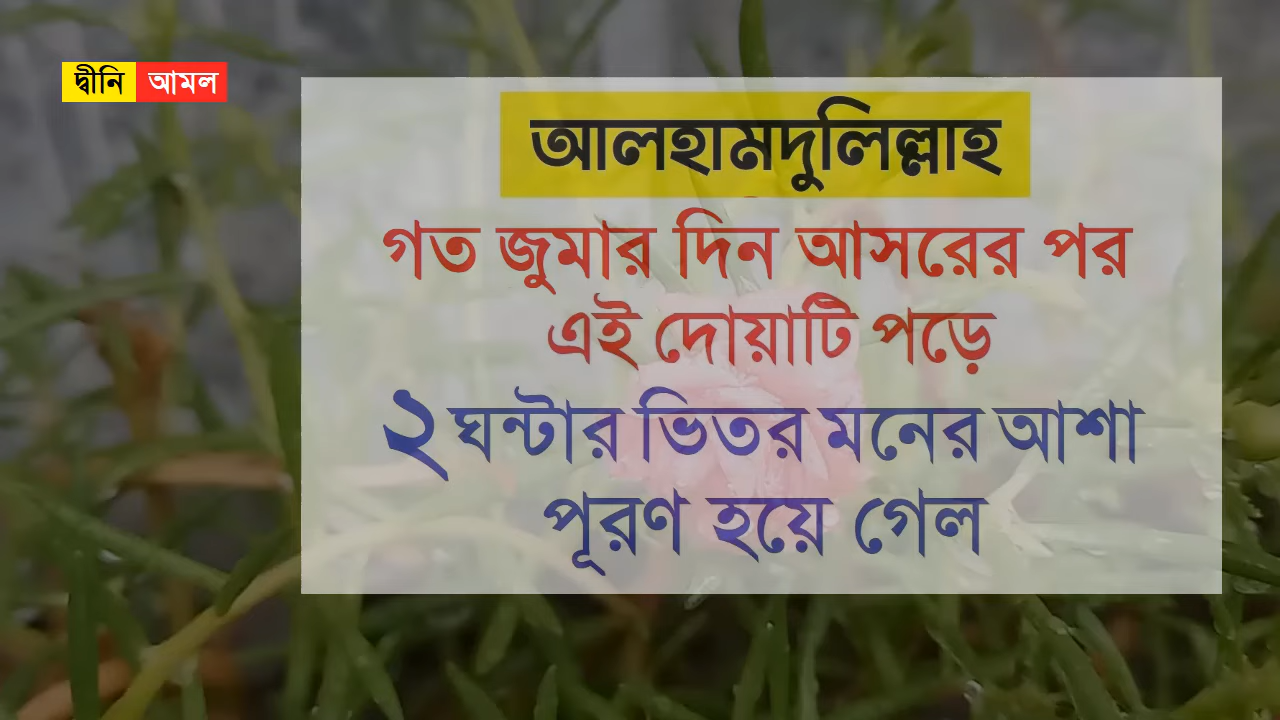 দ্বীনি আমল
আলহামদুলিল্লাহ
গত জুমার দিন আসরের পর
এই দোয়াটি পড়ে
২ ঘন্টার ভিতর মনের আশা
পূরণ হয়ে গেল